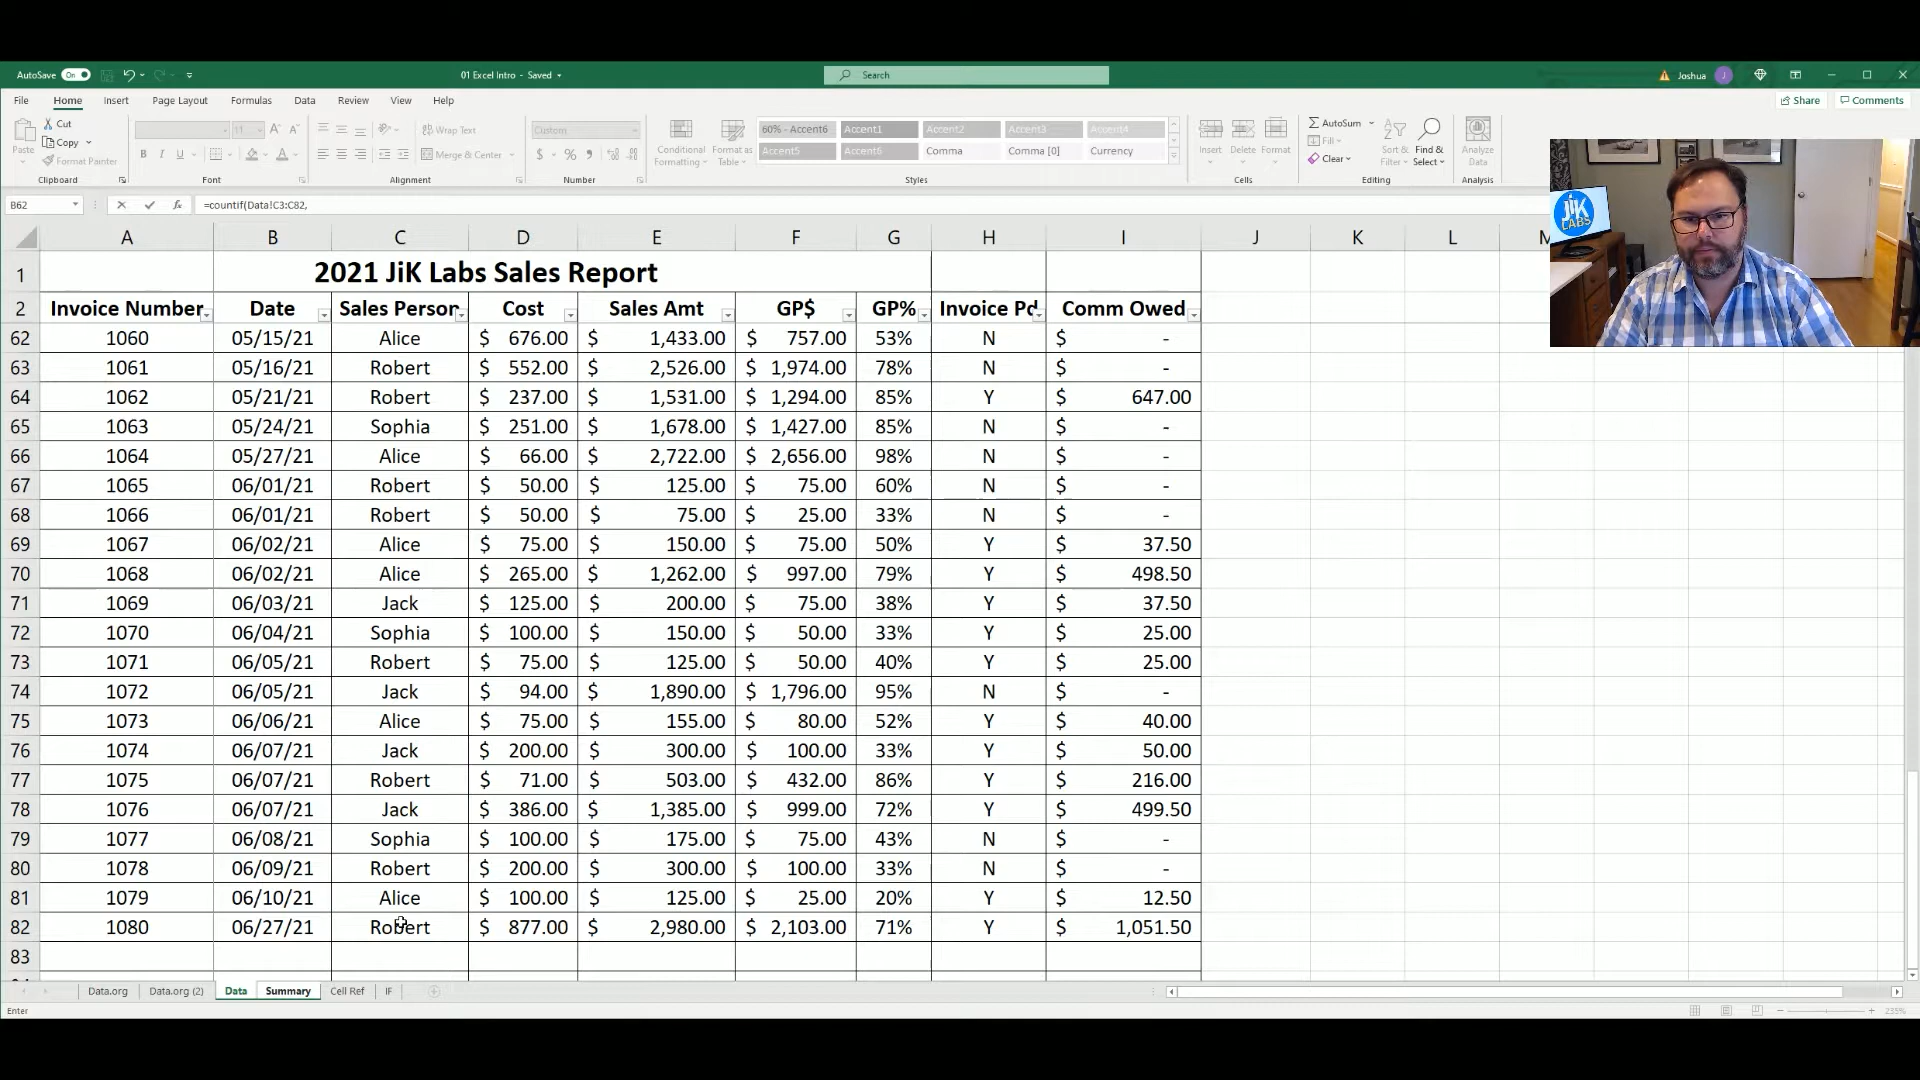 AutoSave On 01 Excel Intro - Saved Search Joshua J
File Home Insert Page Layout Formulas Data Review View Help Share Comments
Paste Cut Copy Format Painter Clipboard
11 B I U Font
Wrap Text Merge & Center Alignment
Custom $ % Number
Conditional Formatting Format as Table
60% - Accent6 Accent1 Accent2 Accent3 Accent4
Accent5 Accent6 Comma Comma [0] Currency
Styles
Insert Delete Format Cells
AutoSum Fill Clear Sort & Filter Find & Select Editing
Analyze Data Analysis
B62 fx =countif(Data!C3:C82,
JiK LABS
A B C D E F G H I J K L M
1 2021 JiK Labs Sales Report
2 Invoice Number Date Sales Person Cost Sales Amt GP$ GP% Invoice Pd Comm Owed
62 1060 05/15/21 Alice $ 676.00 $ 1,433.00 $ 757.00 53% N $ -
63 1061 05/16/21 Robert $ 552.00 $ 2,526.00 $ 1,974.00 78% N $ -
64 1062 05/21/21 Robert $ 237.00 $ 1,531.00 $ 1,294.00 85% Y $ 647.00
65 1063 05/24/21 Sophia $ 251.00 $ 1,678.00 $ 1,427.00 85% N $ -
66 1064 05/27/21 Alice $ 66.00 $ 2,722.00 $ 2,656.00 98% N $ -
67 1065 06/01/21 Robert $ 50.00 $ 125.00 $ 75.00 60% N $ -
68 1066 06/01/21 Robert $ 50.00 $ 75.00 $ 25.00 33% N $ -
69 1067 06/02/21 Alice $ 75.00 $ 150.00 $ 75.00 50% Y $ 37.50
70 1068 06/02/21 Alice $ 265.00 $ 1,262.00 $ 997.00 79% Y $ 498.50
71 1069 06/03/21 Jack $ 125.00 $ 200.00 $ 75.00 38% Y $ 37.50
72 1070 06/04/21 Sophia $ 100.00 $ 150.00 $ 50.00 33% Y $ 25.00
73 1071 06/05/21 Robert $ 75.00 $ 125.00 $ 50.00 40% Y $ 25.00
74 1072 06/05/21 Jack $ 94.00 $ 1,890.00 $ 1,796.00 95% N $ -
75 1073 06/06/21 Alice $ 75.00 $ 155.00 $ 80.00 52% Y $ 40.00
76 1074 06/07/21 Jack $ 200.00 $ 300.00 $ 100.00 33% Y $ 50.00
77 1075 06/07/21 Robert $ 71.00 $ 503.00 $ 432.00 86% Y $ 216.00
78 1076 06/07/21 Jack $ 386.00 $ 1,385.00 $ 999.00 72% Y $ 499.50
79 1077 06/08/21 Sophia $ 100.00 $ 175.00 $ 75.00 43% N $ -
80 1078 06/09/21 Robert $ 200.00 $ 300.00 $ 100.00 33% N $ -
81 1079 06/10/21 Alice $ 100.00 $ 125.00 $ 25.00 20% Y $ 12.50
82 1080 06/27/21 Robert $ 877.00 $ 2,980.00 $ 2,103.00 71% Y $ 1,051.50
83
Data.org Data.org (2) Data Summary Cell Ref IF
Enter 235%